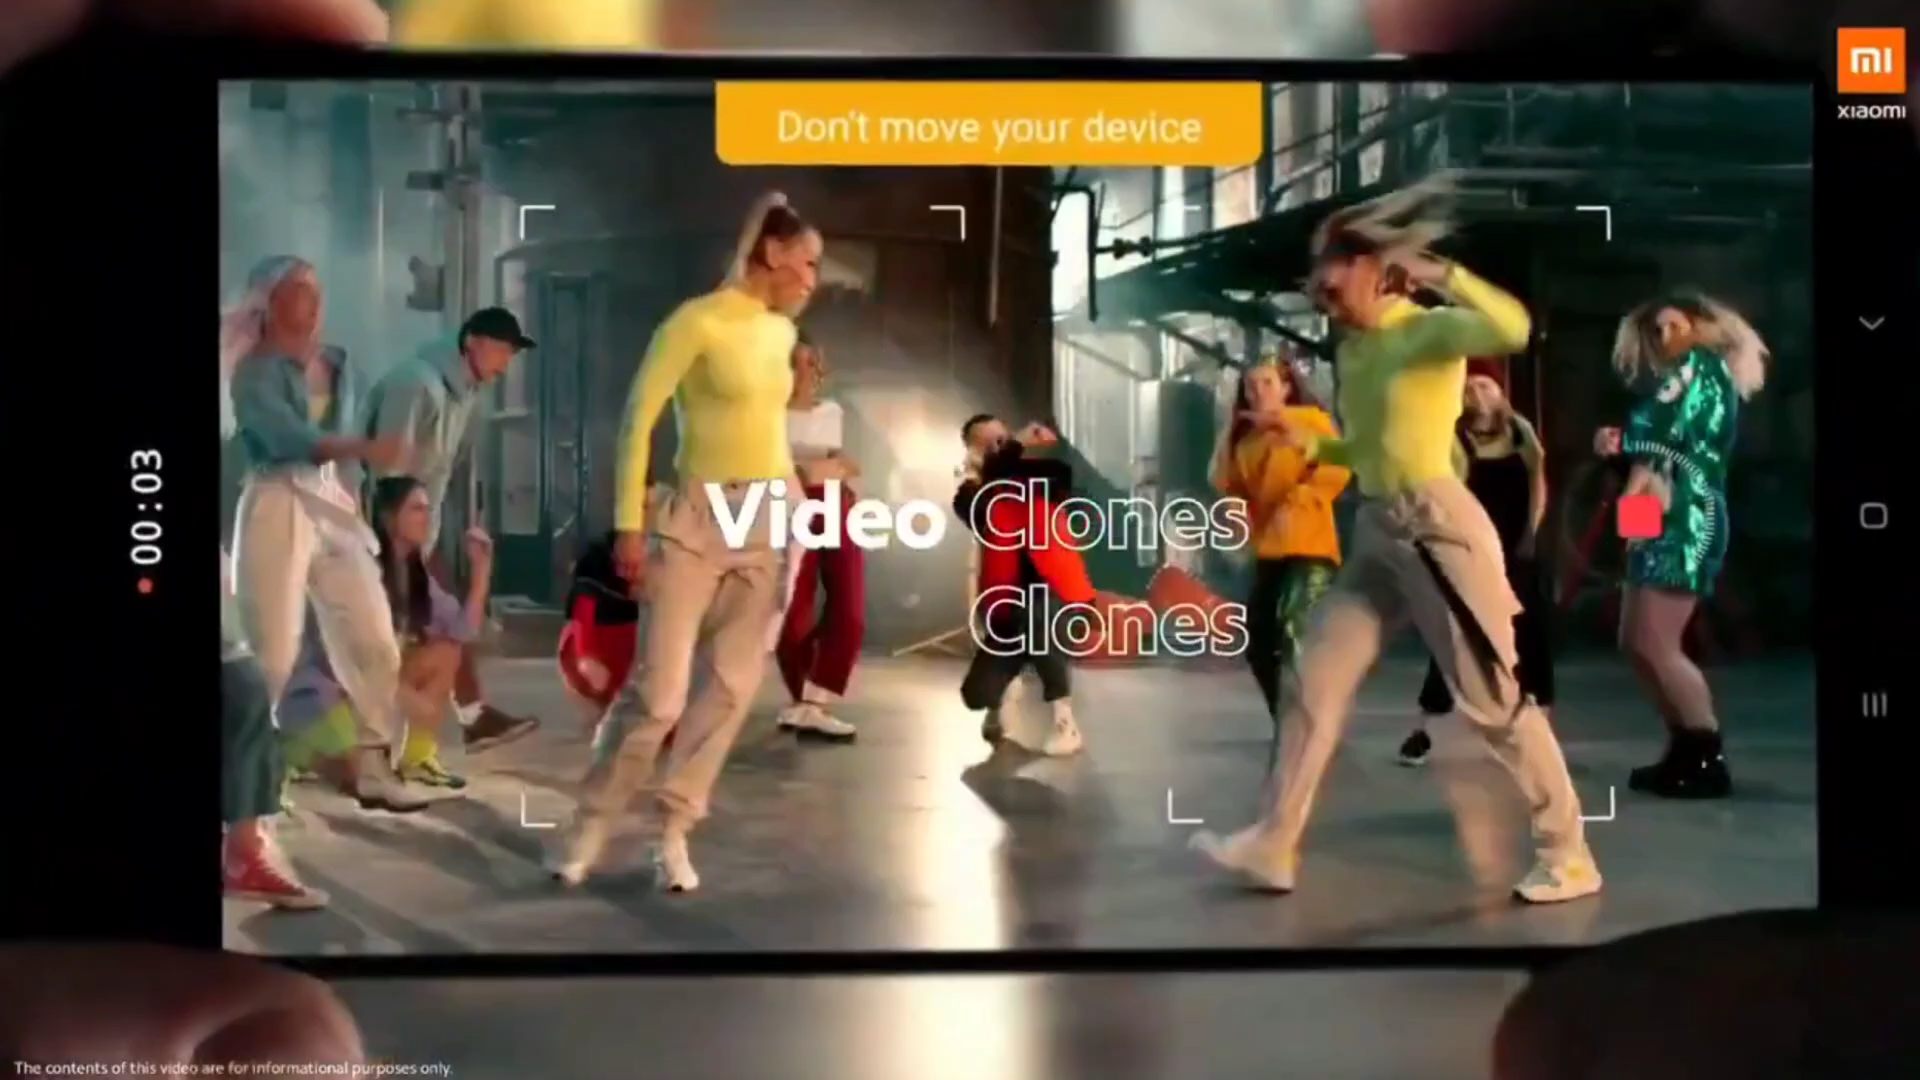 Don't move your device
mi
xiaomi
00:03
Video Clones
Clones
The contents of this video are for informational purposes only.